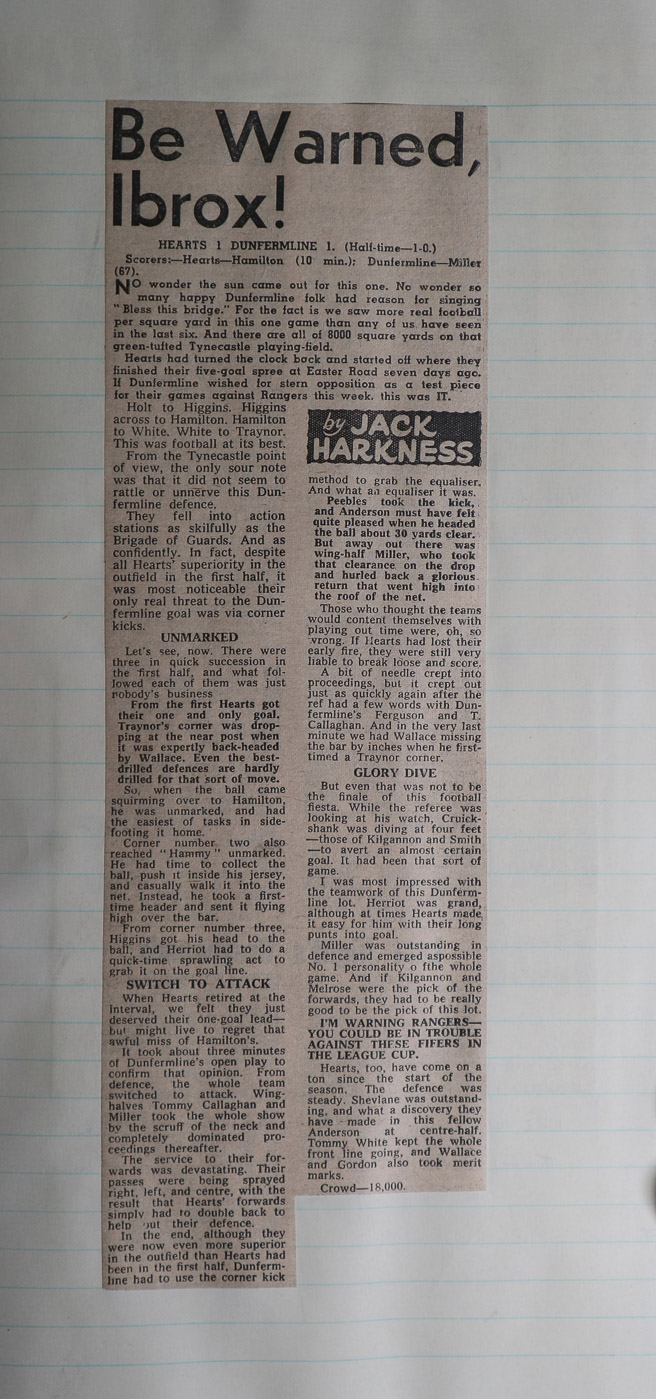 Be Warned,
Ibrox!
HEARTS 1 DUNFERMLINE 1. (Half-time—1-0.)
Scorers:—Hearts—Hamilton (10 min.); Dunfermline—Miller
(67).
NO wonder the sun came out for this one. No wonder so
many happy Dunfermline folk had reason for singing
"Bless this bridge." For the fact is we saw more real football
per square yard in this one game than any of us have seen
in the last six. And there are all of 8000 square yards on that
green-tufted Tynecastle playing-field.
Hearts had turned the clock back and started off where they
finished their five-goal spree at Easter Road seven days ago.
If Dunfermline wished for stern opposition as a test piece
for their games against Rangers this week, this was IT.
Holt to Higgins. Higgins
across to Hamilton. Hamilton
to White. White to Traynor.
This was football at its best.
From the Tynecastle point
of view, the only sour note
was that it did not seem to
rattle or unnerve this Dun-
fermline defence.
They fell into action
stations as skilfully as the
Brigade of Guards. And as
confidently. In fact, despite
all Hearts' superiority in the
outfield in the first half, it
was most noticeable their
only real threat to the Dun-
fermline goal was via corner
kicks.
UNMARKED
Let's see, now. There were
three in quick succession in
the first half, and what fol-
lowed each of them was just
nobody's business
From the first Hearts got
their one and only goal.
Traynor's corner was drop-
ping at the near post when
it was expertly back-headed
by Wallace. Even the best-
drilled defences are hardly
drilled for that sort of move.
So, when the ball came
squirming over to Hamilton,
he was unmarked, and had
the easiest of tasks in side-
footing it home.
Corner number two also
reached "Hammy" unmarked.
He had time to collect the
ball, push it inside his jersey,
and casually walk it into the
net. Instead, he took a first-
time header and sent it flying
high over the bar.
From corner number three,
Higgins got his head to the
ball, and Herriot had to do a
quick-time sprawling act to
grab it on the goal line.
SWITCH TO ATTACK
When Hearts retired at the
interval, we felt they just
deserved their one-goal lead—
but might live to regret that
awful miss of Hamilton's.
It took about three minutes
of Dunfermline's open play to
confirm that opinion. From
defence, the whole team
switched to attack. Wing-
halves Tommy Callaghan and
Miller took the whole show
by the scruff of the neck and
completely dominated pro-
ceedings thereafter.
The service to their for-
wards was devastating. Their
passes were being sprayed
right, left, and centre, with the
result that Hearts' forwards
simply had to double back to
help out their defence.
In the end, although they
were now even more superior
in the outfield than Hearts had
been in the first half, Dunferm-
line had to use the corner kick
by JACK
HARKNESS
method to grab the equaliser.
And what an equaliser it was.
Peebles took the kick,
and Anderson must have felt
quite pleased when he headed
the ball about 30 yards clear.
But away out there was
wing-half Miller, who took
that clearance on the drop
and hurled back a glorious
return that went high into
the roof of the net.
Those who thought the teams
would content themselves with
playing out time were, oh, so
wrong. If Hearts had lost their
early fire, they were still very
liable to break loose and score.
A bit of needle crept into
proceedings, but it crept out
just as quickly again after the
ref had a few words with Dun-
fermline's Ferguson and T.
Callaghan. And in the very last
minute we had Wallace missing
the bar by inches when he first-
timed a Traynor corner.
GLORY DIVE
But even that was not to be
the finale of this football
fiesta. While the referee was
looking at his watch, Cruick-
shank was diving at four feet
—those of Kilgannon and Smith
—to avert an almost certain
goal. It had been that sort of
game.
I was most impressed with
the teamwork of this Dunferm-
line lot. Herriot was grand,
although at times Hearts made
it easy for him with their long
punts into goal.
Miller was outstanding in
defence and emerged aspossible
No. 1 personality o fthe whole
game. And if Kilgannon and
Melrose were the pick of the
forwards, they had to be really
good to be the pick of this lot.
I'M WARNING RANGERS—
YOU COULD BE IN TROUBLE
AGAINST THESE FIFERS IN
THE LEAGUE CUP.
Hearts, too, have come on a
ton since the start of the
season. The defence was
steady. Shevlane was outstand-
ing, and what a discovery they
have made in this fellow
Anderson at centre-half.
Tommy White kept the whole
front line going, and Wallace
and Gordon also took merit
marks.
Crowd—18,000.